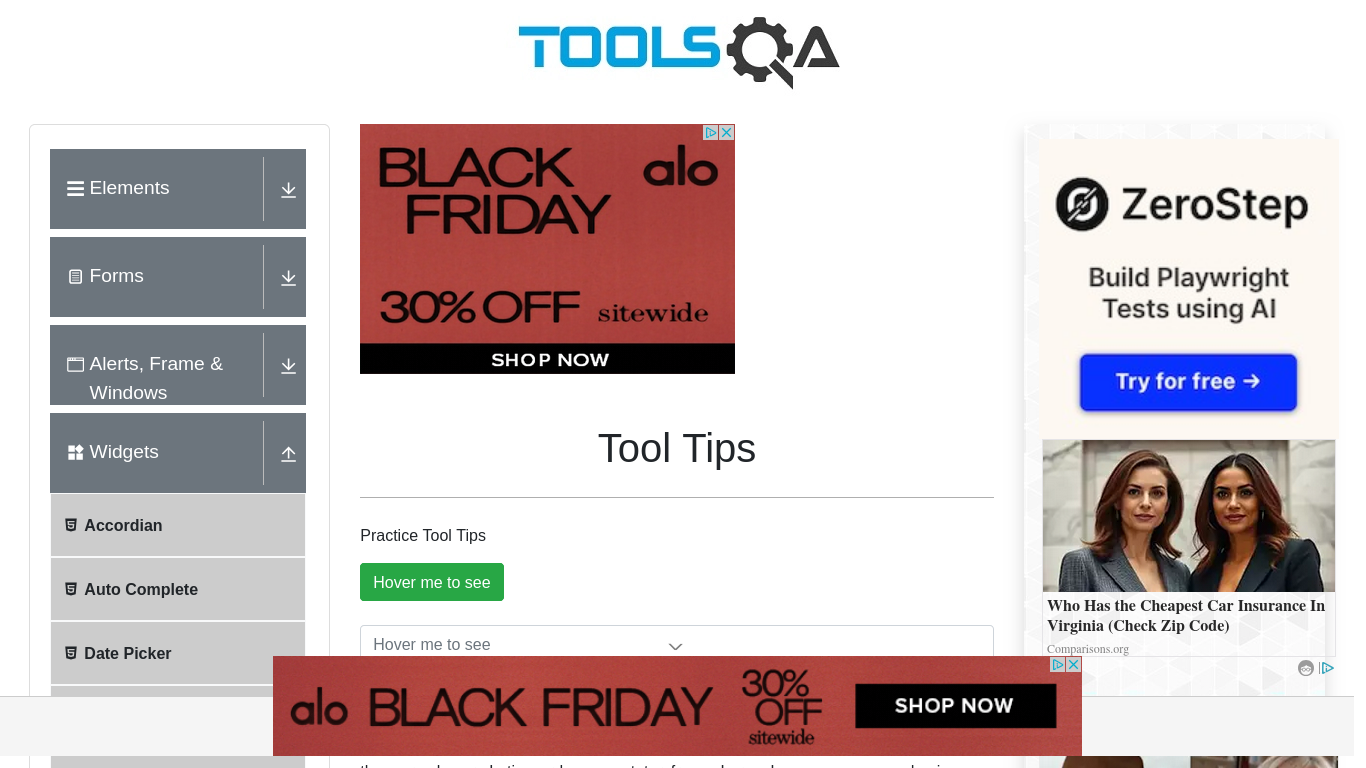 TOOLSQA
Elements
Forms
Alerts, Frame &
Windows
Widgets
Accordian
Auto Complete
Date Picker
BLACK
FRIDAY
alo
30% OFF sitewide
SHOP NOW
Tool Tips
Practice Tool Tips
Hover me to see
Hover me to see
ZeroStep
Build Playwright
Tests using AI
Try for free →
Who Has the Cheapest Car Insurance In
Virginia (Check Zip Code)
Comparisons.org
alo BLACK FRIDAY
30%
OFF
sitewide
SHOP NOW